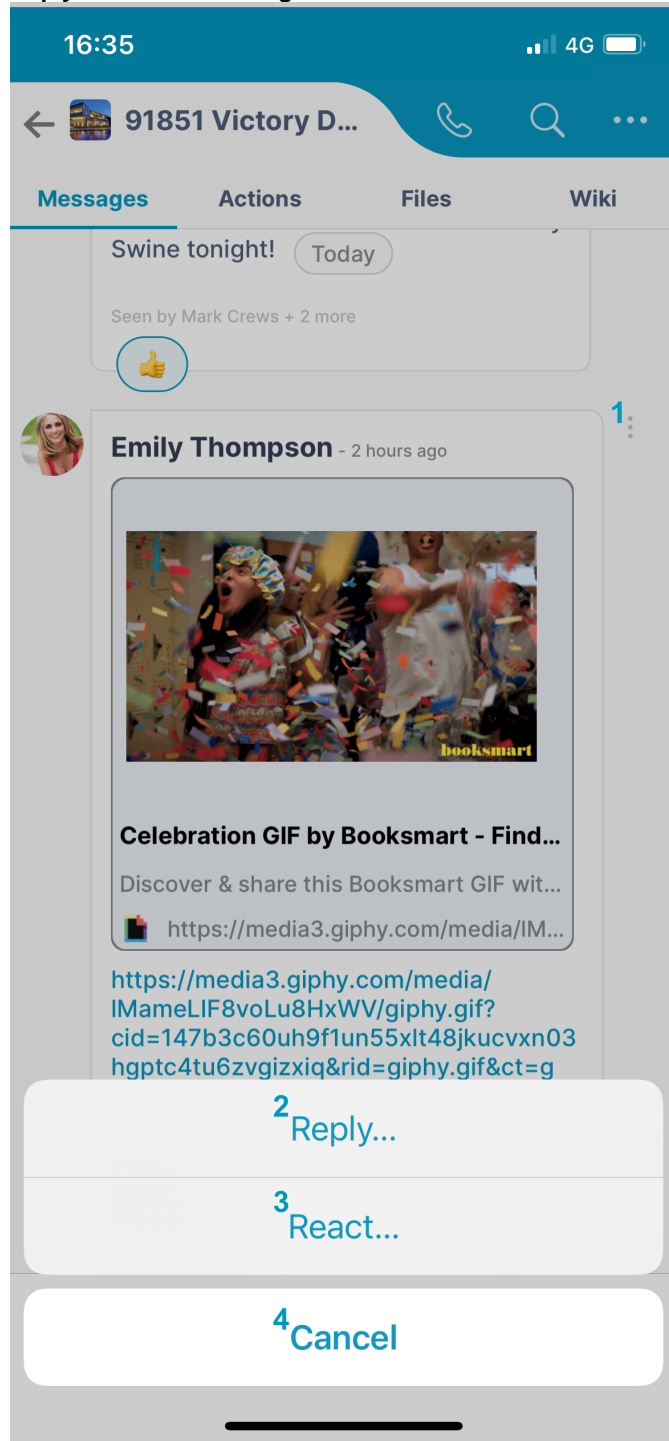 16:35
4G
91851 Victory D...
Messages Actions Files Wiki
Swine tonight! Today
Seen by Mark Crews + 2 more
1
Emily Thompson - 2 hours ago
booksmart
Celebration GIF by Booksmart - Find...
Discover & share this Booksmart GIF wit...
https://media3.giphy.com/media/IM...
https://media3.giphy.com/media/
IMameLIF8voLu8HxWV/giphy.gif?
cid=147b3c60uh9f1un55xlt48jkucvxn03
hgptc4tu6zvgizxiq&rid=giphy.gif&ct=g
2 Reply...
3 React...
4 Cancel